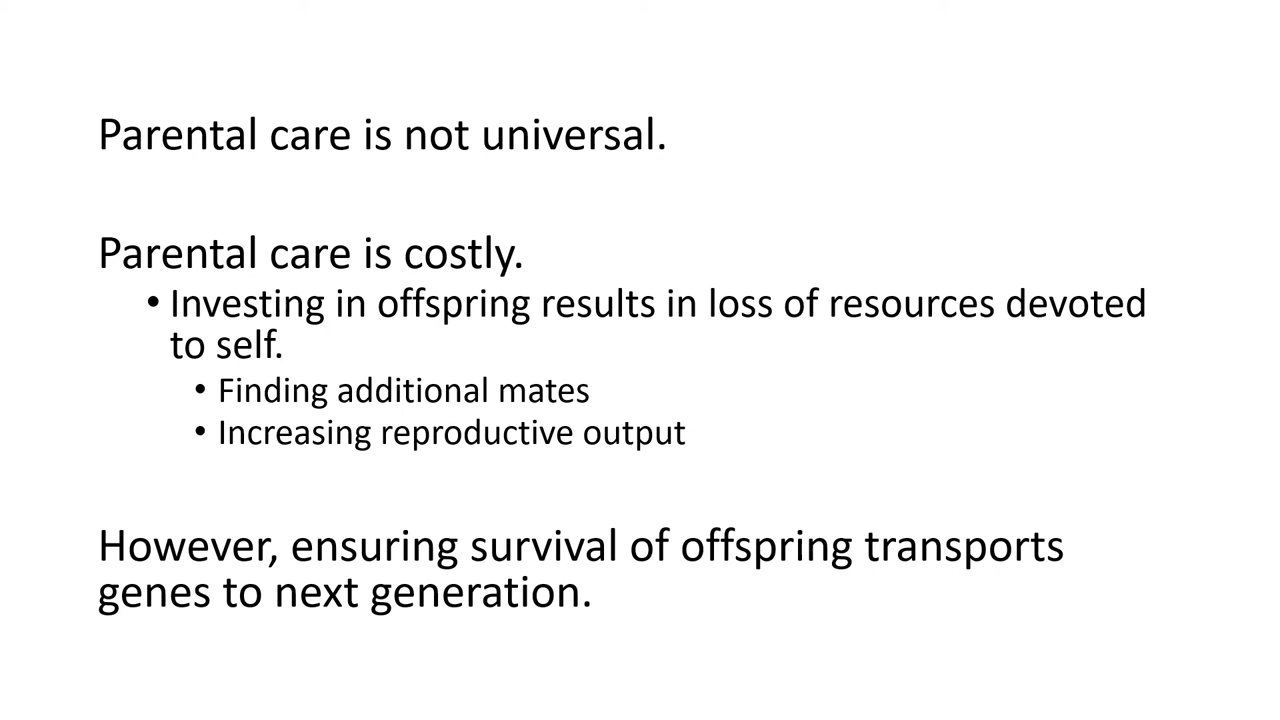 Parental care is not universal.
Parental care is costly.
• Investing in offspring results in loss of resources devoted
to self.
• Finding additional mates
• Increasing reproductive output
However, ensuring survival of offspring transports
genes to next generation.